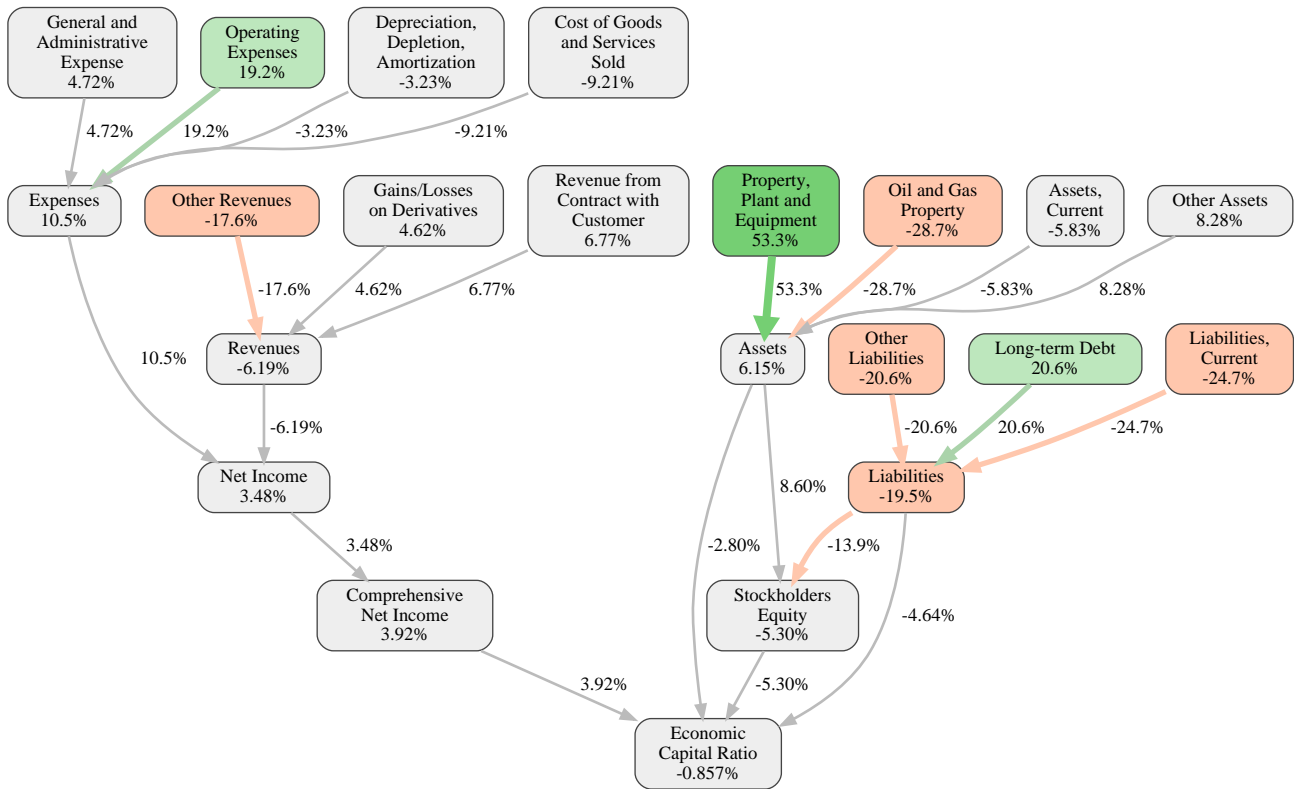 General and
Administrative
Expense
4.72%
Operating
Expenses
19.2%
Depreciation,
Depletion,
Amortization
-3.23%
Cost of Goods
and Services
Sold
-9.21%
4.72%
19.2%
-3.23%
-9.21%
Expenses
10.5%
Other Revenues
-17.6%
Gains/Losses
on Derivatives
4.62%
Revenue from
Contract with
Customer
6.77%
Property,
Plant and
Equipment
53.3%
Oil and Gas
Property
-28.7%
Assets,
Current
-5.83%
Other Assets
8.28%
-17.6%
4.62%
6.77%
53.3%
-28.7%
-5.83%
8.28%
10.5%
Revenues
-6.19%
Assets
6.15%
Other
Liabilities
-20.6%
Long-term Debt
20.6%
Liabilities,
Current
-24.7%
-6.19%
-20.6%
20.6%
-24.7%
Net Income
3.48%
8.60%
Liabilities
-19.5%
3.48%
-2.80%
-13.9%
Comprehensive
Net Income
3.92%
Stockholders
Equity
-5.30%
-4.64%
3.92%
-5.30%
Economic
Capital Ratio
-0.857%